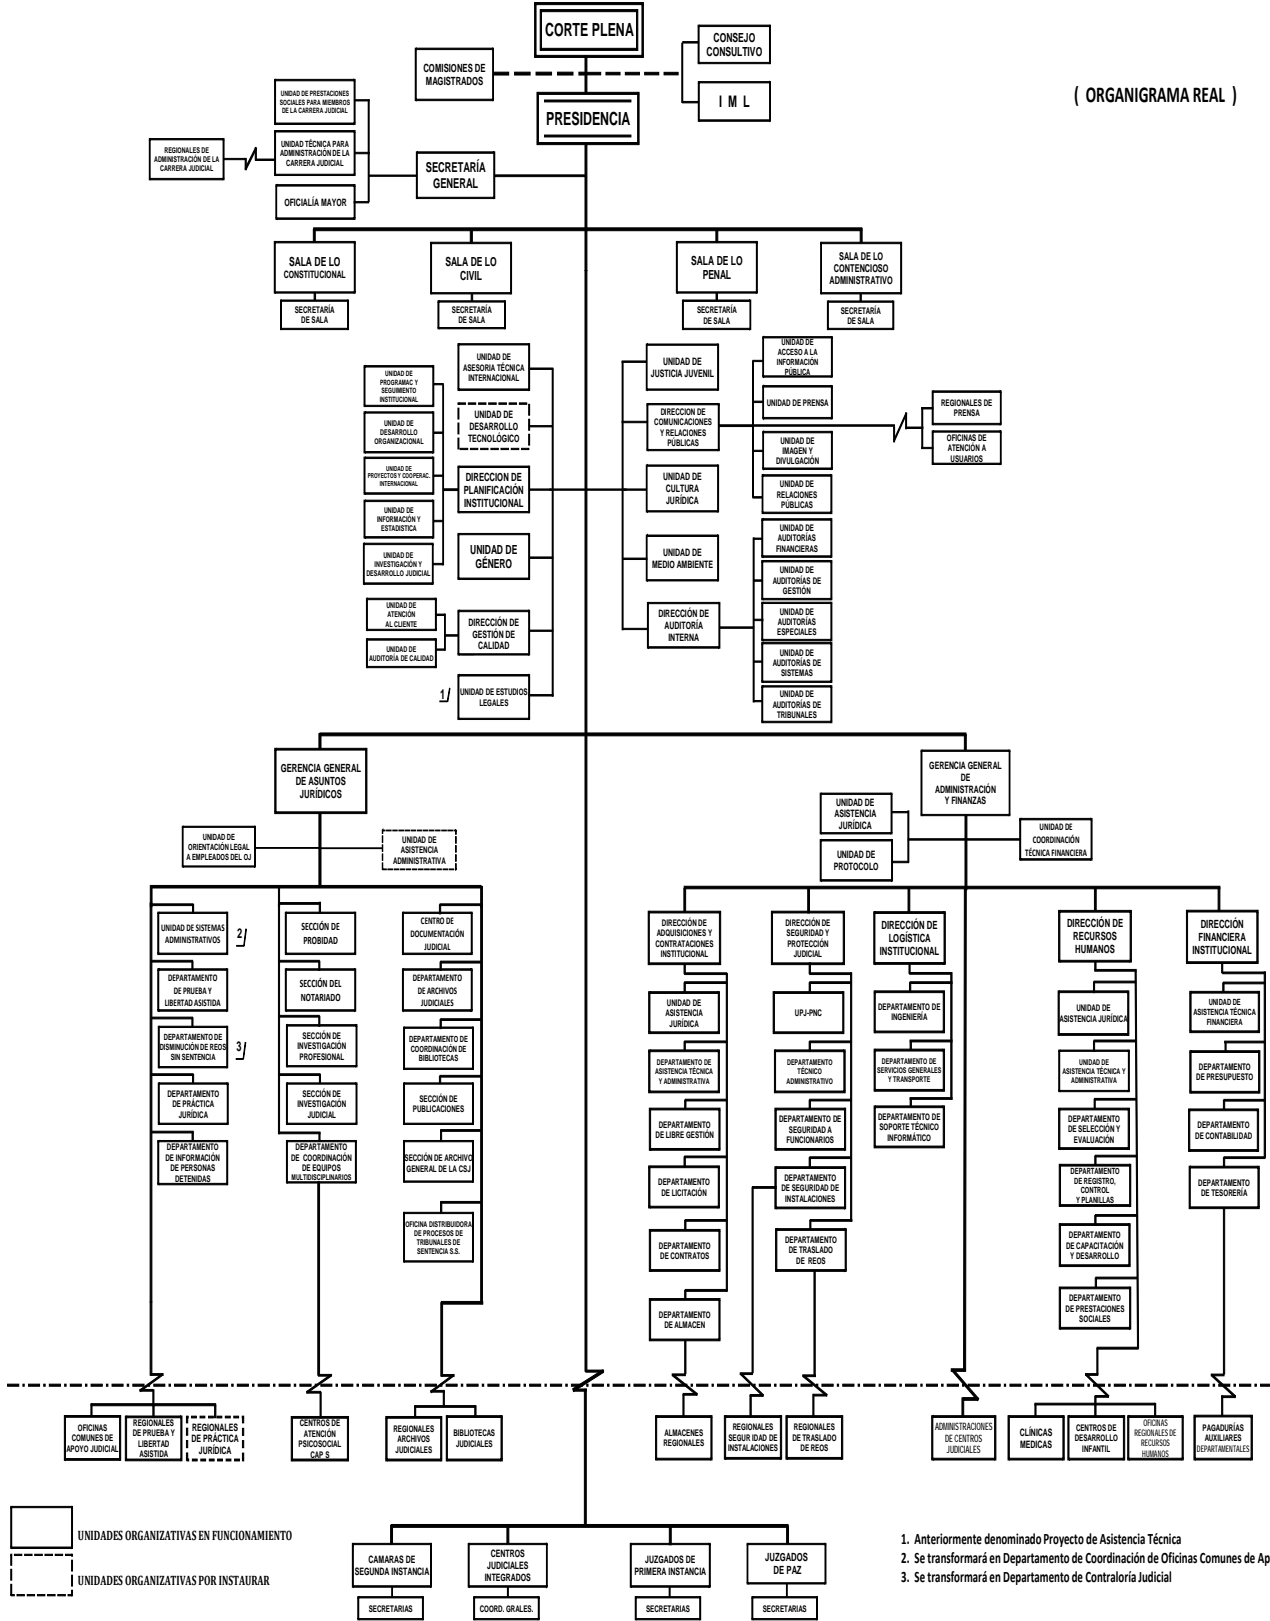 CORTE PLENA
CONSEJO
CONSULTIVO
COMISIONES DE
MAGISTRADOS
I M L
( ORGANIGRAMA REAL )
PRESIDENCIA
UNIDAD DE PRESTACIONES
SOCIALES PARA MIEMBROS
DE LA CARRERA JUDICIAL
UNIDAD TÉCNICA PARA
ADMINISTRACIÓN DE LA
CARRERA JUDICIAL
REGIONALES DE
ADMINISTRACIÓN DE LA
CARRERA JUDICIAL
SECRETARÍA
GENERAL
OFICIALÍA MAYOR
SALA DE LO
CONSTITUCIONAL
SECRETARÍA
DE SALA
SALA DE LO
CIVIL
SECRETARÍA
DE SALA
SALA DE LO
PENAL
SECRETARÍA
DE SALA
SALA DE LO
CONTENCIOSO
ADMINISTRATIVO
SECRETARÍA
DE SALA
UNIDAD DE
ASESORIA TÉCNICA
INTERNACIONAL
UNIDAD DE
DESARROLLO
TECNOLÓGICO
DIRECCION DE
PLANIFICACIÓN
INSTITUCIONAL
UNIDAD DE
PROGRAMAC Y
SEGUIMIENTO
INSTITUCIONAL
UNIDAD DE
DESARROLLO
ORGANIZACIONAL
UNIDAD DE
PROYECTOS Y COOPERAC.
INTERNACIONAL
UNIDAD DE
INFORMACIÓN Y
ESTADISTICA
UNIDAD DE
INVESTIGACIÓN Y
DESARROLLO JUDICIAL
UNIDAD DE
GÉNERO
DIRECCIÓN DE
GESTIÓN DE
CALIDAD
UNIDAD DE
ATENCIÓN
AL CLIENTE
UNIDAD DE
AUDITORÍA DE CALIDAD
1/
UNIDAD DE ESTUDIOS
LEGALES
UNIDAD DE
JUSTICIA JUVENIL
DIRECCION DE
COMUNICACIONES
Y RELACIONES
PÚBLICAS
UNIDAD DE
ACCESO A LA
INFORMACIÓN
PÚBLICA
UNIDAD DE PRENSA
UNIDAD DE
IMAGEN Y
DIVULGACIÓN
UNIDAD DE
RELACIONES
PÚBLICAS
REGIONALES DE
PRENSA
OFICINAS DE
ATENCIÓN A
USUARIOS
UNIDAD DE
CULTURA
JURÍDICA
UNIDAD DE
MEDIO AMBIENTE
DIRECCIÓN DE
AUDITORÍA
INTERNA
UNIDAD DE
AUDITORÍAS
FINANCIERAS
UNIDAD DE
AUDITORÍAS DE
GESTIÓN
UNIDAD DE
AUDITORÍAS
ESPECIALES
UNIDAD DE
AUDITORÍAS DE
SISTEMAS
UNIDAD DE
AUDITORÍAS DE
TRIBUNALES
GERENCIA GENERAL
DE ASUNTOS
JURÍDICOS
UNIDAD DE
ORIENTACIÓN LEGAL
A EMPLEADOS DEL OJ
UNIDAD DE
ASISTENCIA
ADMINISTRATIVA
GERENCIA GENERAL
DE
ADMINISTRACIÓN
Y FINANZAS
UNIDAD DE
ASISTENCIA
JURÍDICA
UNIDAD DE
PROTOCOLO
UNIDAD DE
COORDINACIÓN
TÉCNICA FINANCIERA
UNIDAD DE SISTEMAS
ADMINISTRATIVOS
2/
DEPARTAMENTO
DE PRUEBA Y
LIBERTAD ASISTIDA
DEPARTAMENTO DE
DISMINUCIÓN DE REOS
SIN SENTENCIA
3/
DEPARTAMENTO
DE PRÁCTICA
JURÍDICA
DEPARTAMENTO
DE INFORMACIÓN
DE PERSONAS
DETENIDAS
SECCIÓN DE
PROBIDAD
SECCIÓN DEL
NOTARIADO
SECCIÓN DE
INVESTIGACIÓN
PROFESIONAL
SECCIÓN DE
INVESTIGACIÓN
JUDICIAL
DEPARTAMENTO
DE COORDINACIÓN
DE EQUIPOS
MULTIDISCIPLINARIOS
CENTRO DE
DOCUMENTACIÓN
JUDICIAL
DEPARTAMENTO
DE ARCHIVOS
JUDICIALES
DEPARTAMENTO DE
COORDINACIÓN DE
BIBLIOTECAS
SECCIÓN DE
PUBLICACIONES
SECCIÓN DE ARCHIVO
GENERAL DE LA CSJ
OFICINA DISTRIBUIDORA
DE PROCESOS DE
TRIBUNALES DE
SENTENCIA S.S.
DIRECCIÓN DE
ADQUISICIONES Y
CONTRATACIONES
INSTITUCIONAL
UNIDAD DE
ASISTENCIA
JURÍDICA
DEPARTAMENTO DE
ASISTENCIA TÉCNICA
Y ADMINISTRATIVA
DEPARTAMENTO
DE LIBRE GESTIÓN
DEPARTAMENTO
DE LICITACIÓN
DEPARTAMENTO
DE CONTRATOS
DEPARTAMENTO
DE ALMACEN
DIRECCIÓN DE
SEGURIDAD Y
PROTECCIÓN
JUDICIAL
UPJ-PNC
DEPARTAMENTO
TÉCNICO
ADMINISTRATIVO
DEPARTAMENTO DE
SEGURIDAD A
FUNCIONARIOS
DEPARTAMENTO
DE SEGURIDAD DE
INSTALACIONES
DEPARTAMENTO
DE TRASLADO
DE REOS
DIRECCIÓN DE
LOGÍSTICA
INSTITUCIONAL
DEPARTAMENTO DE
INGENIERÍA
DEPARTAMENTO DE
SERVICIOS GENERALES
Y TRANSPORTE
DEPARTAMENTO DE
SOPORTE TÉCNICO
INFORMÁTICO
DIRECCIÓN DE
RECURSOS
HUMANOS
UNIDAD DE
ASISTENCIA JURÍDICA
UNIDAD DE
ASISTENCIA TÉCNICA Y
ADMINISTRATIVA
DEPARTAMENTO
DE SELECCIÓN Y
EVALUACIÓN
DEPARTAMENTO
DE REGISTRO,
CONTROL
Y PLANILLAS
DEPARTAMENTO
DE CAPACITACIÓN
Y DESARROLLO
DEPARTAMENTO
DE PRESTACIONES
SOCIALES
DIRECCIÓN
FINANCIERA
INSTITUCIONAL
UNIDAD DE
ASISTENCIA TÉCNICA
FINANCIERA
DEPARTAMENTO
DE PRESUPUESTO
DEPARTAMENTO
DE CONTABILIDAD
DEPARTAMENTO
DE TESORERÍA
OFICINAS
COMUNES DE
APOYO JUDICIAL
REGIONALES
DE PRUEBA Y
LIBERTAD
ASISTIDA
REGIONALES
DE PRÁCTICA
JURÍDICA
CENTROS DE
ATENCIÓN
PSICOSOCIAL
CAP S
REGIONALES
ARCHIVOS
JUDICIALES
BIBLIOTECAS
JUDICIALES
ALMACENES
REGIONALES
REGIONALES
SEGURIDAD DE
INSTALACIONES
REGIONALES
DE TRASLADO
DE REOS
ADMINISTRACIONES
DE CENTROS
JUDICIALES
CLÍNICAS
MEDICAS
CENTROS DE
DESARROLLO
INFANTIL
OFICINAS
REGIONALES DE
RECURSOS
HUMANOS
PAGADURÍAS
AUXILIARES
DEPARTAMENTALES
UNIDADES ORGANIZATIVAS EN FUNCIONAMIENTO
UNIDADES ORGANIZATIVAS POR INSTAURAR
CAMARAS DE
SEGUNDA INSTANCIA
SECRETARIAS
CENTROS
JUDICIALES
INTEGRADOS
COORD. GRALES.
JUZGADOS DE
PRIMERA INSTANCIA
SECRETARIAS
JUZGADOS
DE PAZ
SECRETARIAS
1. Anteriormente denominado Proyecto de Asistencia Técnica
2. Se transformará en Departamento de Coordinación de Oficinas Comunes de Ap
3. Se transformará en Departamento de Contraloría Judicial